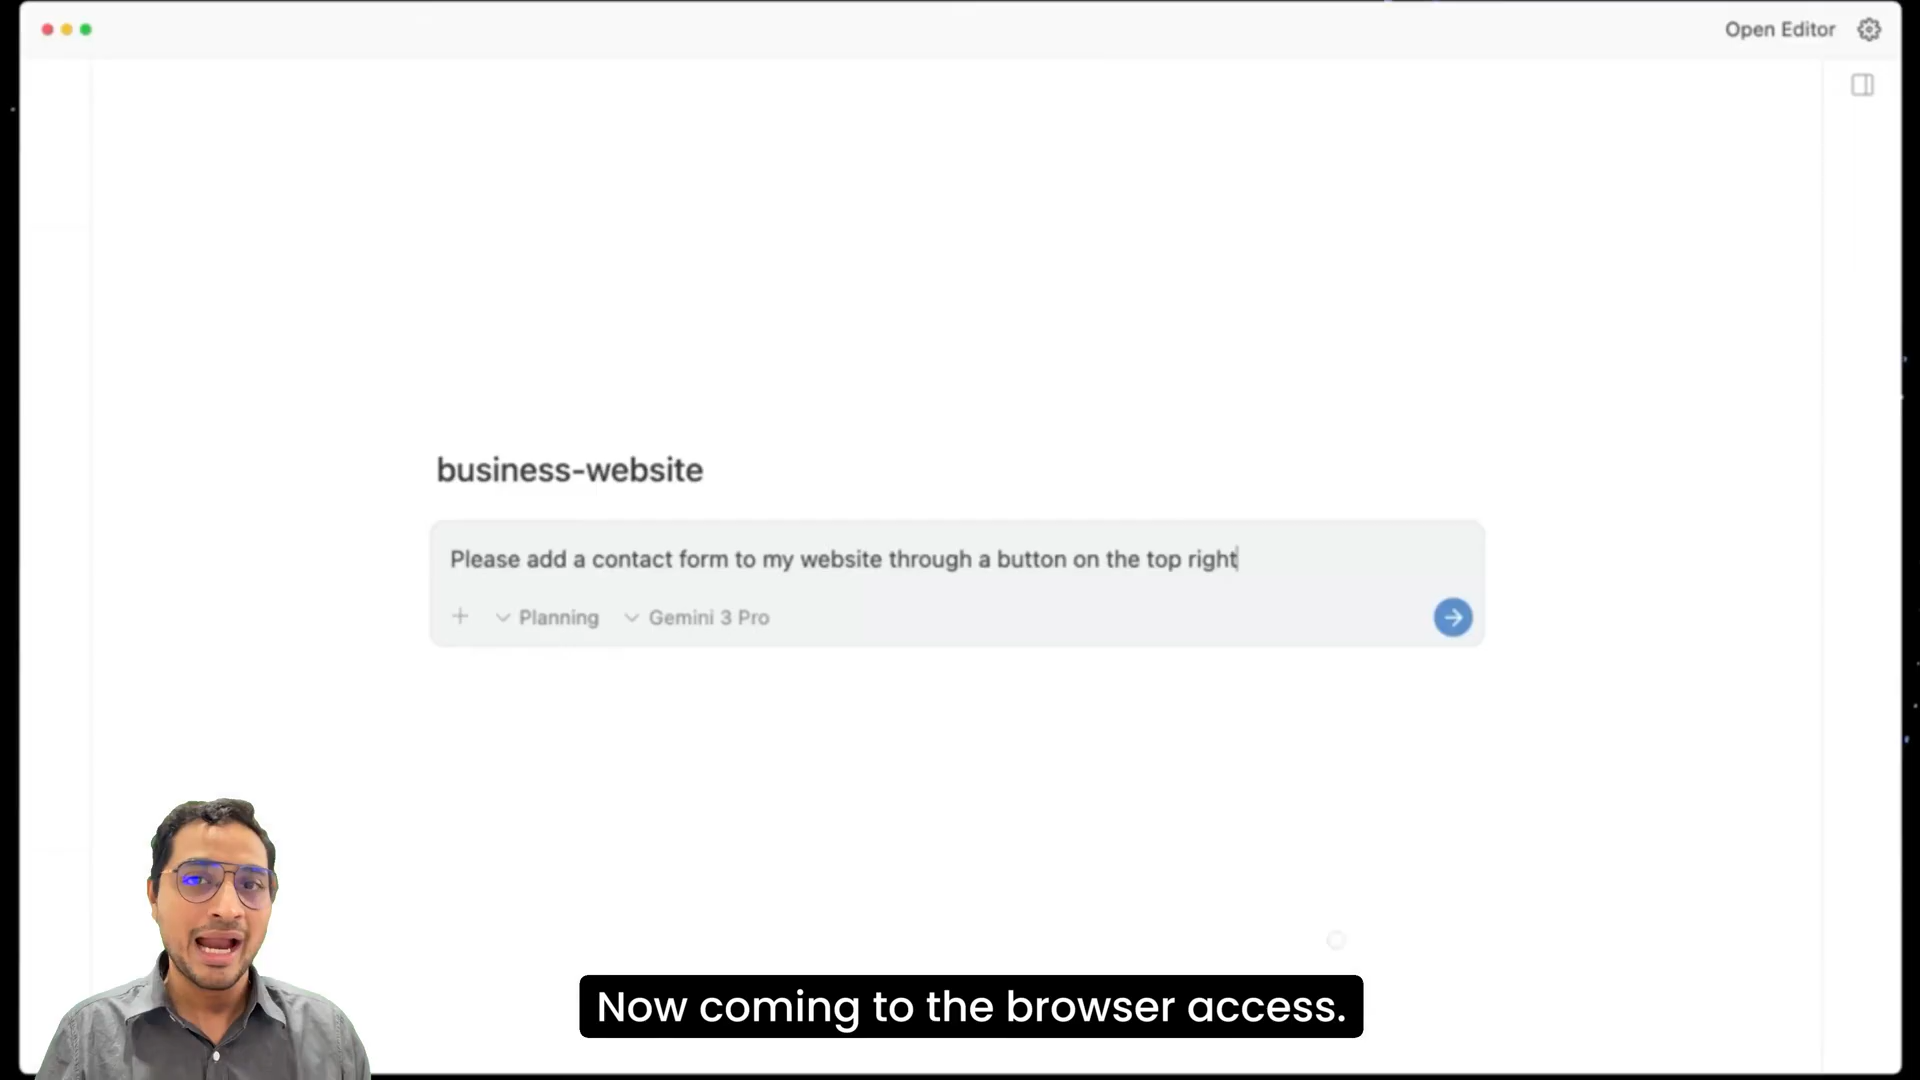 Open Editor
business-website
Please add a contact form to my website through a button on the top right
Planning Gemini 3 Pro
Now coming to the browser access.